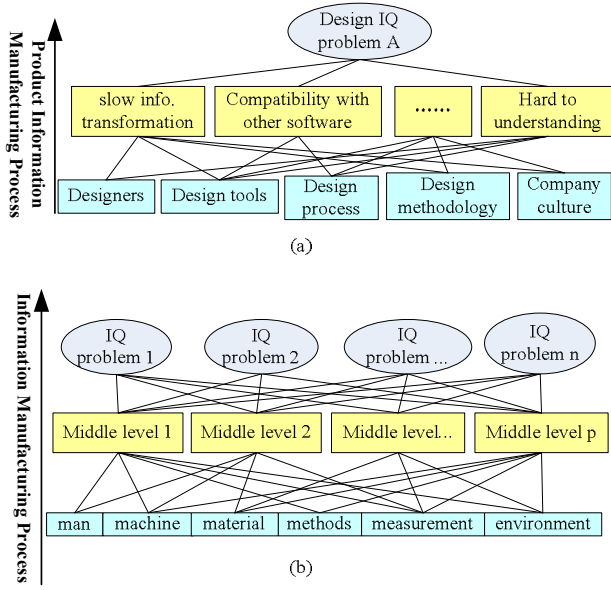 Design IQ
problem A
Product Information
Manufacturing Process
slow info.
transformation
Compatibility with
other software
......
Hard to
understanding
Designers
Design tools
Design
process
Design
methodology
Company
culture
(a)
Information Manufacturing Process
IQ
problem 1
IQ
problem 2
IQ
problem ...
IQ
problem n
Middle level 1
Middle level 2
Middle level...
Middle level p
man
machine
material
methods
measurement
environment
(b)